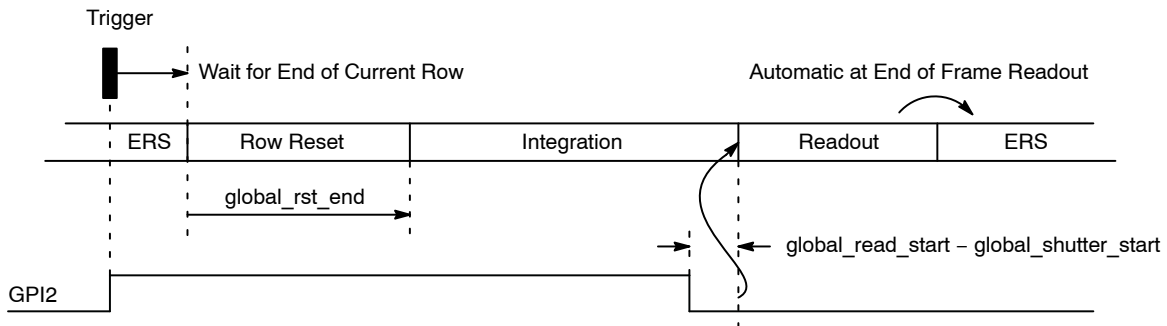 Trigger
Wait for End of Current Row
Automatic at End of Frame Readout
ERS
Row Reset
Integration
Readout
ERS
global_rst_end
global_read_start − global_shutter_start
GPI2